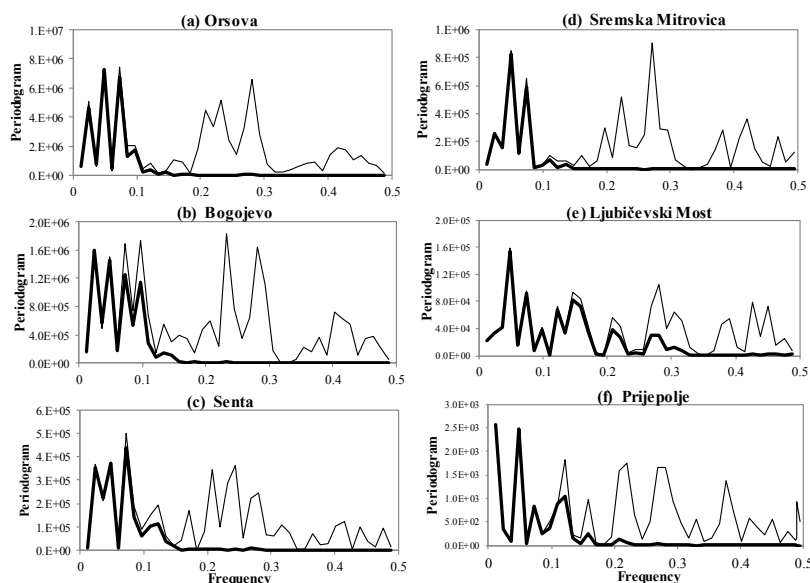 (a) Orsova
Periodogram
1.E+07
8.E+06
6.E+06
4.E+06
2.E+06
0.E+00
0 0.1 0.2 0.3 0.4 0.5
(b) Bogojevo
Periodogram
2.0E+06
1.6E+06
1.2E+06
8.0E+05
4.0E+05
0.0E+00
0 0.1 0.2 0.3 0.4 0.5
(c) Senta
Periodogram
6.E+05
5.E+05
4.E+05
3.E+05
2.E+05
1.E+05
0.E+00
0 0.1 0.2 0.3 0.4 0.5
Frequency
(d) Sremska Mitrovica
Periodogram
1.E+06
8.E+05
6.E+05
4.E+05
2.E+05
0.E+00
0 0.1 0.2 0.3 0.4 0.5
(e) Ljubičevski Most
Periodogram
2.0E+05
1.6E+05
1.2E+05
8.0E+04
4.0E+04
0.0E+00
0 0.1 0.2 0.3 0.4 0.5
(f) Prijepolje
Periodogram
3.0E+03
2.5E+03
2.0E+03
1.5E+03
1.0E+03
5.0E+02
0.0E+00
0 0.1 0.2 0.3 0.4 0.5
Frequency